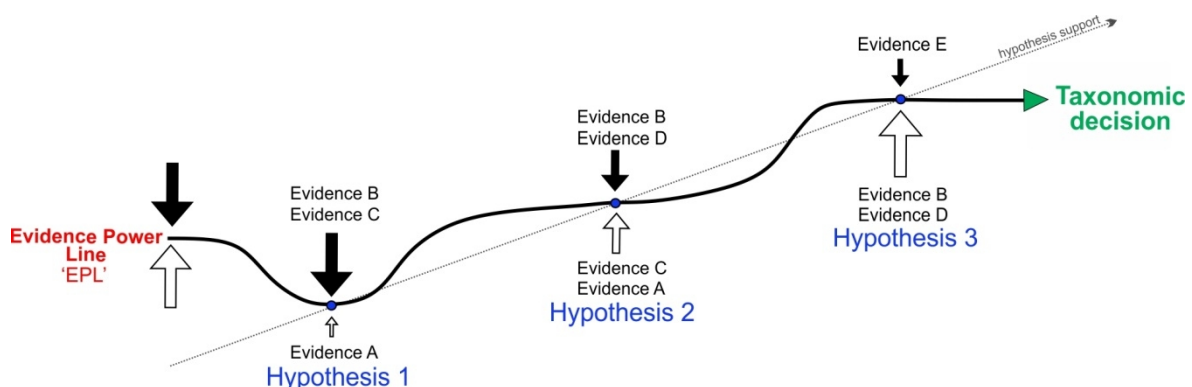 Evidence Power
Line
'EPL'
Evidence B
Evidence C
Evidence A
Hypothesis 1
Evidence B
Evidence D
Evidence C
Evidence A
Hypothesis 2
Evidence E
Evidence B
Evidence D
Hypothesis 3
hypothesis support
Taxonomic
decision